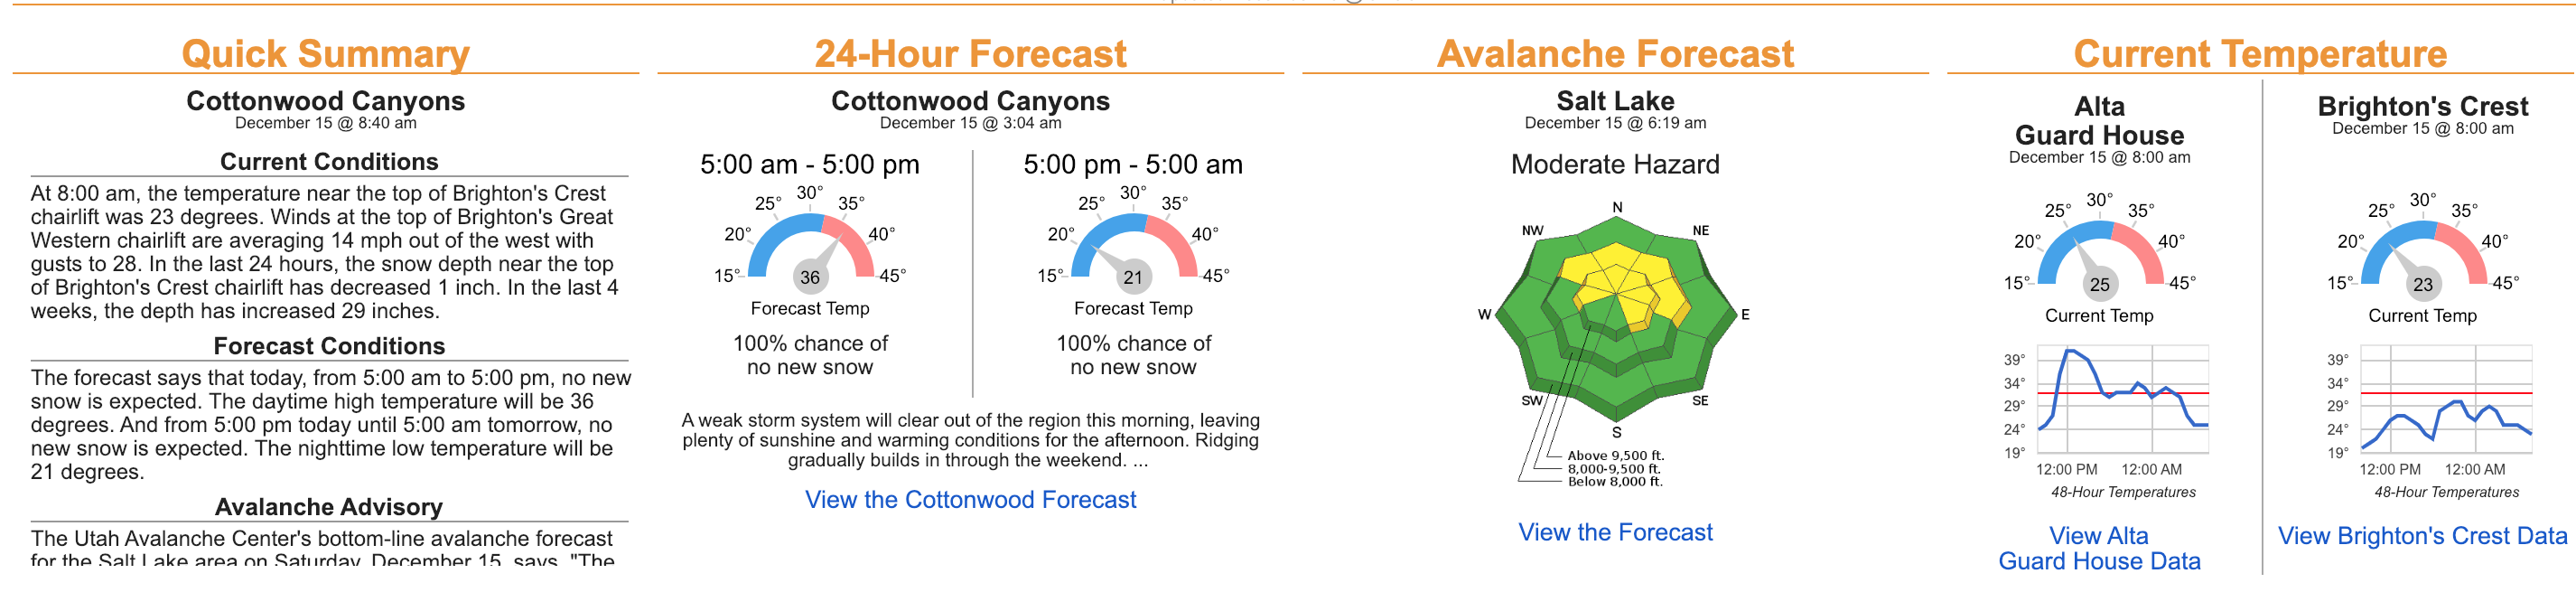 Quick Summary
Cottonwood Canyons
December 15 @ 8:40 am
Current Conditions
At 8:00 am, the temperature near the top of Brighton's Crest
chairlift was 23 degrees. Winds at the top of Brighton's Great
Western chairlift are averaging 14 mph out of the west with
gusts to 28. In the last 24 hours, the snow depth near the top
of Brighton's Crest chairlift has decreased 1 inch. In the last 4
weeks, the depth has increased 29 inches.
Forecast Conditions
The forecast says that today, from 5:00 am to 5:00 pm, no new
snow is expected. The daytime high temperature will be 36
degrees. And from 5:00 pm today until 5:00 am tomorrow, no
new snow is expected. The nighttime low temperature will be
21 degrees.
Avalanche Advisory
The Utah Avalanche Center's bottom-line avalanche forecast
for the Salt Lake area on Saturday, December 15, says, "The
24-Hour Forecast
Cottonwood Canyons
December 15 @ 3:04 am
5:00 am - 5:00 pm
15°
20°
25°
30°
35°
40°
45°
36
Forecast Temp
100% chance of
no new snow
5:00 pm - 5:00 am
15°
20°
25°
30°
35°
40°
45°
21
Forecast Temp
100% chance of
no new snow
A weak storm system will clear out of the region this morning, leaving
plenty of sunshine and warming conditions for the afternoon. Ridging
gradually builds in through the weekend. ...
View the Cottonwood Forecast
Avalanche Forecast
Salt Lake
December 15 @ 6:19 am
Moderate Hazard
N
NW
NE
W
E
SW
SE
S
Above 9,500 ft.
8,000-9,500 ft.
Below 8,000 ft.
View the Forecast
Current Temperature
Alta
Guard House
December 15 @ 8:00 am
15°
20°
25°
30°
35°
40°
45°
25
Current Temp
39°
34°
29°
24°
19°
12:00 PM
12:00 AM
48-Hour Temperatures
View Alta
Guard House Data
Brighton's Crest
December 15 @ 8:00 am
15°
20°
25°
30°
35°
40°
45°
23
Current Temp
39°
34°
29°
24°
19°
12:00 PM
12:00 AM
48-Hour Temperatures
View Brighton's Crest Data